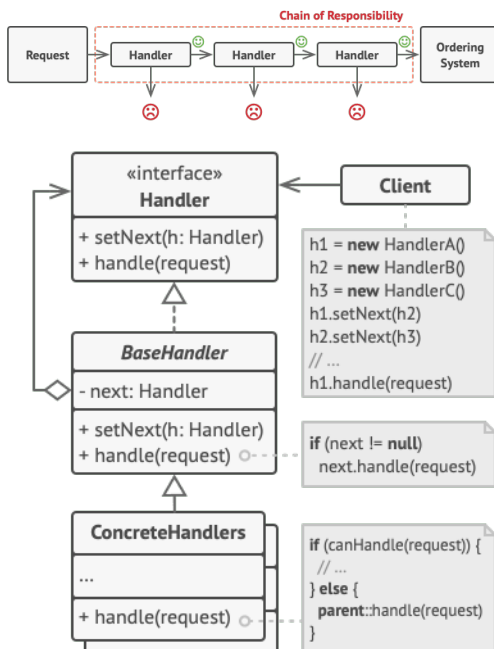 Chain of Responsibility
Request
Handler
Handler
Handler
Ordering
System
«interface»
Handler
+ setNext(h: Handler)
+ handle(request)
Client
h1 = new HandlerA()
h2 = new HandlerB()
h3 = new HandlerC()
h1.setNext(h2)
h2.setNext(h3)
// ...
h1.handle(request)
BaseHandler
- next: Handler
+ setNext(h: Handler)
+ handle(request)
if (next != null)
next.handle(request)
ConcreteHandlers
...
+ handle(request)
if (canHandle(request)) {
// ...
} else {
parent::handle(request)
}